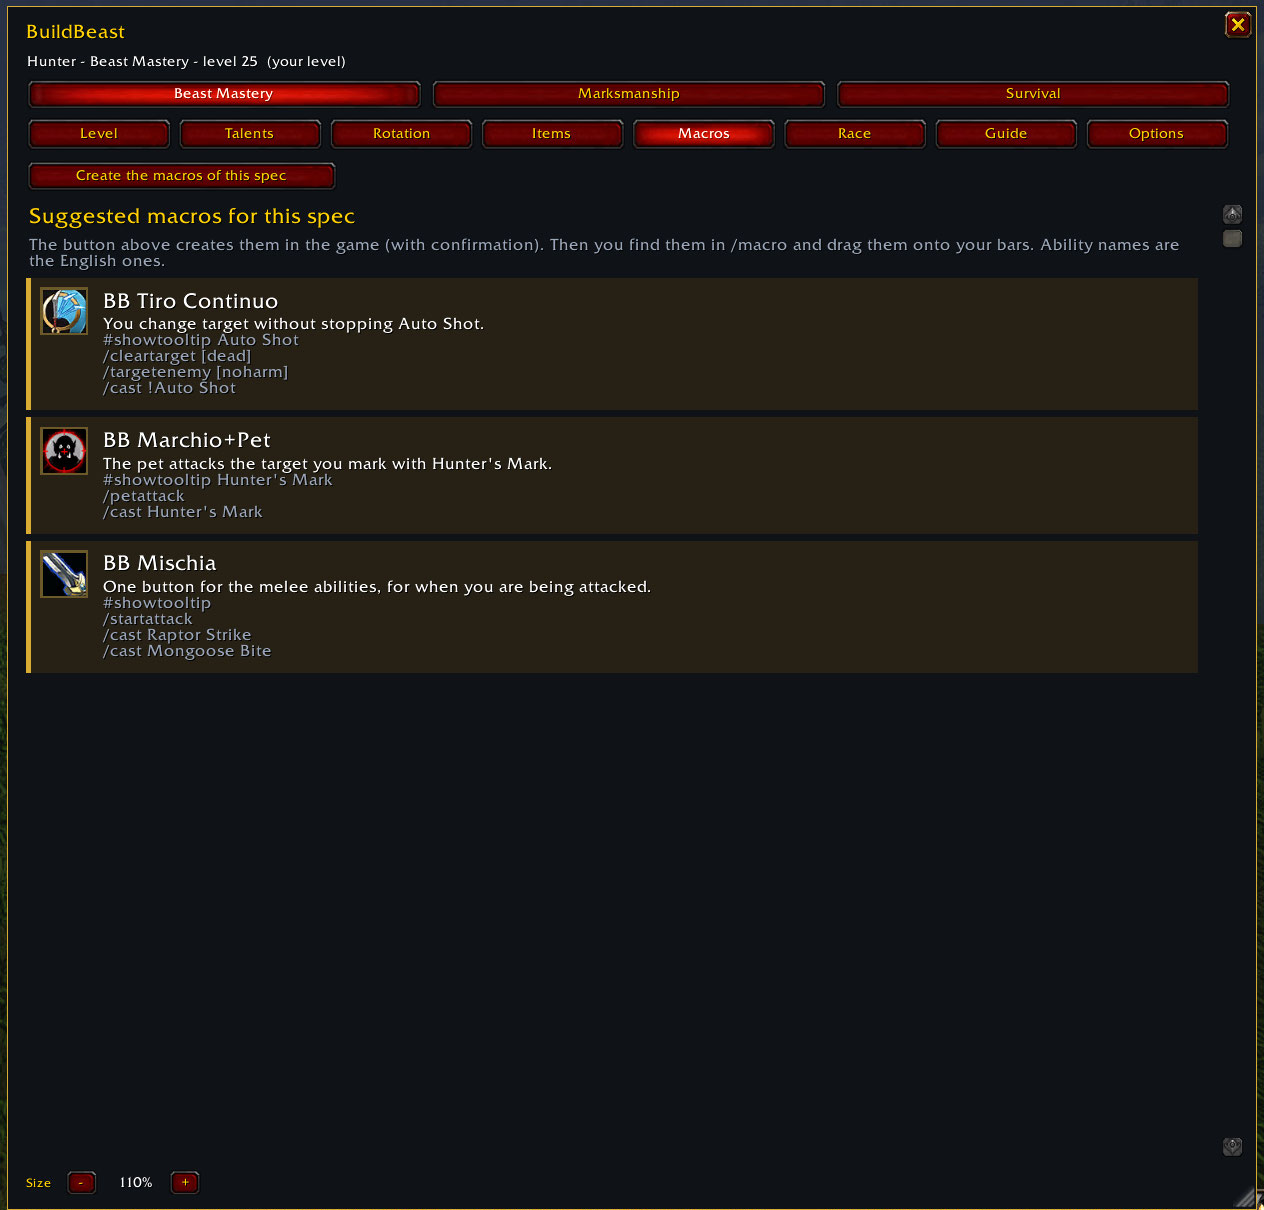 BuildBeast
Hunter - Beast Mastery - level 25 (your level)
Beast Mastery
Marksmanship
Survival
Level
Talents
Rotation
Items
Macros
Race
Guide
Options
Create the macros of this spec
Suggested macros for this spec
The button above creates them in the game (with confirmation). Then you find them in /macro and drag them onto your bars. Ability names are
the English ones.
BB Tiro Continuo
You change target without stopping Auto Shot.
#showtooltip Auto Shot
/cleartarget [dead]
/targetenemy [noharm]
/cast !Auto Shot
BB Marchio+Pet
The pet attacks the target you mark with Hunter's Mark.
#showtooltip Hunter's Mark
/petattack
/cast Hunter's Mark
BB Mischia
One button for the melee abilities, for when you are being attacked.
#showtooltip
/startattack
/cast Raptor Strike
/cast Mongoose Bite
Size - 110% +